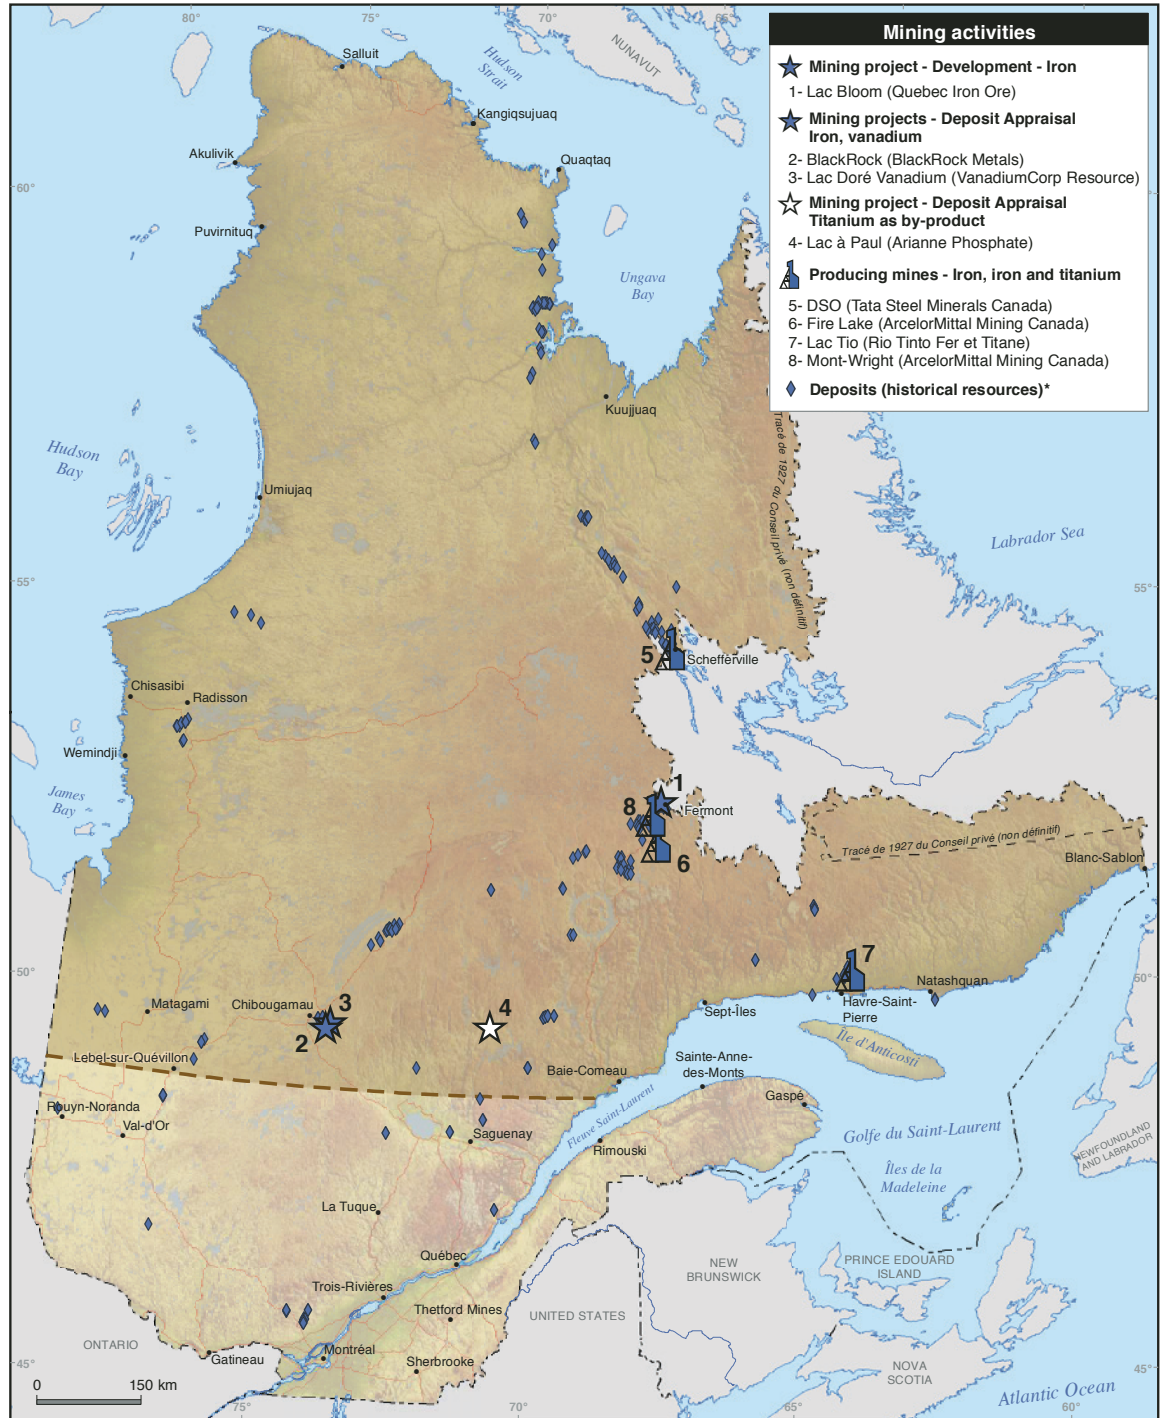 80°
75°
70°
65°
Mining activities
Mining project - Development - Iron
1- Lac Bloom (Quebec Iron Ore)
Mining projects - Deposit Appraisal
Iron, vanadium
2- BlackRock (BlackRock Metals)
3- Lac Doré Vanadium (VanadiumCorp Resource)
Mining project - Deposit Appraisal
Titanium as by-product
4- Lac à Paul (Arianne Phosphate)
Producing mines - Iron, iron and titanium
5- DSO (Tata Steel Minerals Canada)
6- Fire Lake (ArcelorMittal Mining Canada)
7- Lac Tio (Rio Tinto Fer et Titane)
8- Mont-Wright (ArcelorMittal Mining Canada)
Deposits (historical resources)*
Salluit
Hudson
Strait
NUNAVUT
Kangiqsujuaq
Akulivik
Quaqtaq
60°
Puvirnituq
Ungava
Bay
Kuujjuaq
Hudson
Bay
Umiujaq
Tracé de 1927 du Conseil privé (non définitif)
Labrador Sea
55°
55°
5
Schefferville
Chisasibi
Radisson
Wemindji
James
Bay
1
8
Fermont
6
Tracé de 1927 du Conseil privé (non définitif)
Blanc-Sablon
50°
50°
7
Natashquan
Havre-Saint-
Pierre
Matagami
Chibougamau
3
2
4
Sept-Îles
Île d'Anticosti
Lebel-sur-Quévillon
Baie-Comeau
Sainte-Anne-
des-Monts
Gaspé
Rouyn-Noranda
Val-d'Or
Saguenay
Fleuve Saint-Laurent
Rimouski
Golfe du Saint-Laurent
Îles de la
Madeleine
NEWFOUNDLAND
AND LABRADOR
La Tuque
Québec
NEW
BRUNSWICK
PRINCE EDOUARD
ISLAND
Trois-Rivières
Thetford Mines
UNITED STATES
ONTARIO
Gatineau
Montréal
Sherbrooke
NOVA
SCOTIA
Atlantic Ocean
45°
45°
0
150 km
75°
70°
65°
60°